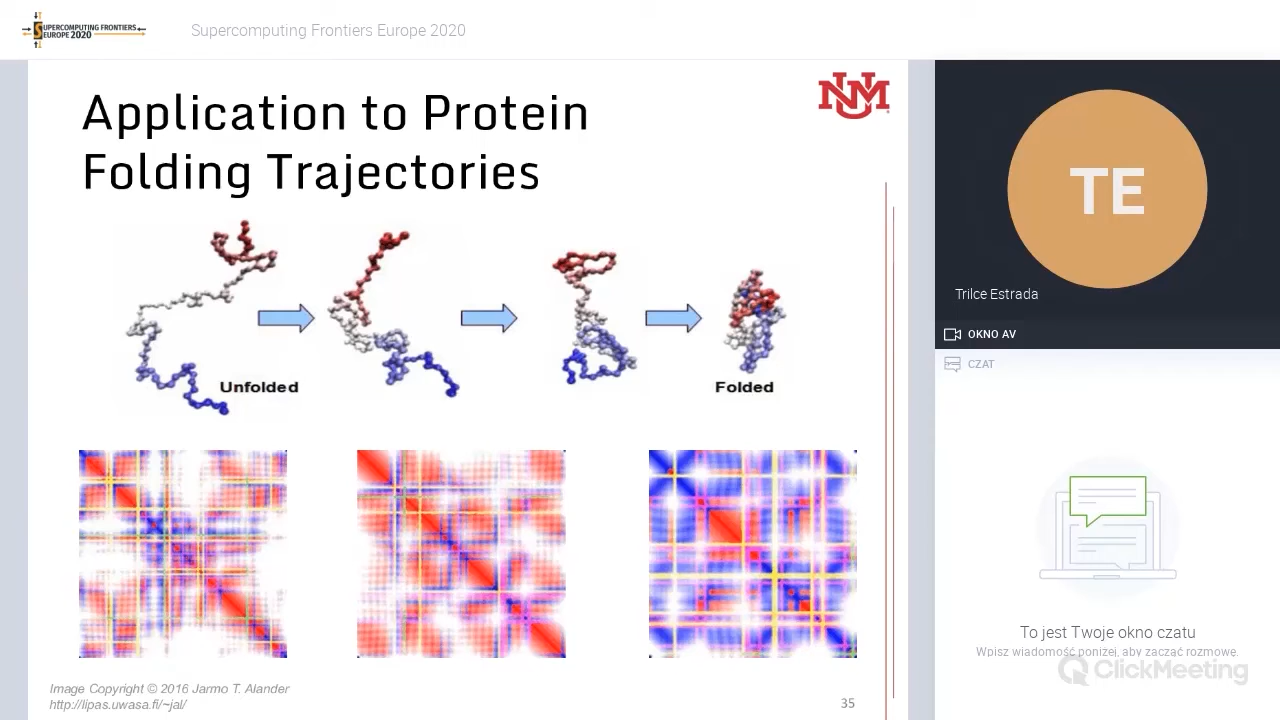 SUPERCOMPUTING FRONTIERS
EUROPE 2020
Supercomputing Frontiers Europe 2020
Application to Protein
Folding Trajectories
UNM
Unfolded
Folded
Image Copyright © 2016 Jarmo T. Alander
http://lipas.uwasa.fi/~jal/
35
TE
Trilce Estrada
OKNO AV
CZAT
To jest Twoje okno czatu
Wpisz wiadomość poniżej, aby zacząć rozmowę.
ClickMeeting